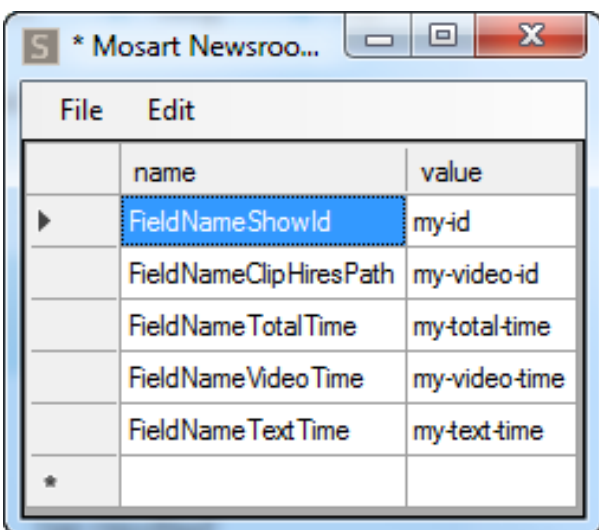 S * Mosart Newsroo...
File Edit
name value
FieldNameShowId my-id
FieldNameClipHiresPath my-video-id
FieldNameTotalTime my-total-time
FieldNameVideoTime my-video-time
FieldNameTextTime my-text-time
*